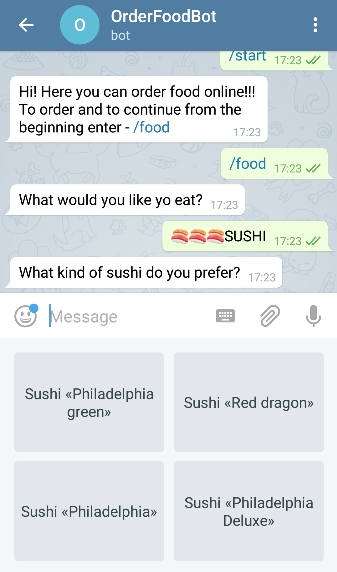 OrderFoodBot
O
bot
/start 17:23
Hi! Here you can order food online!!!
To order and to continue from the
beginning enter - /food
17:23
/food 17:23
What would you like yo eat? 17:23
🍣🍣🍣SUSHI 17:23
What kind of sushi do you prefer? 17:23
Message
Sushi «Philadelphia
green»
Sushi «Red dragon»
Sushi «Philadelphia»
Sushi «Philadelphia
Deluxe»